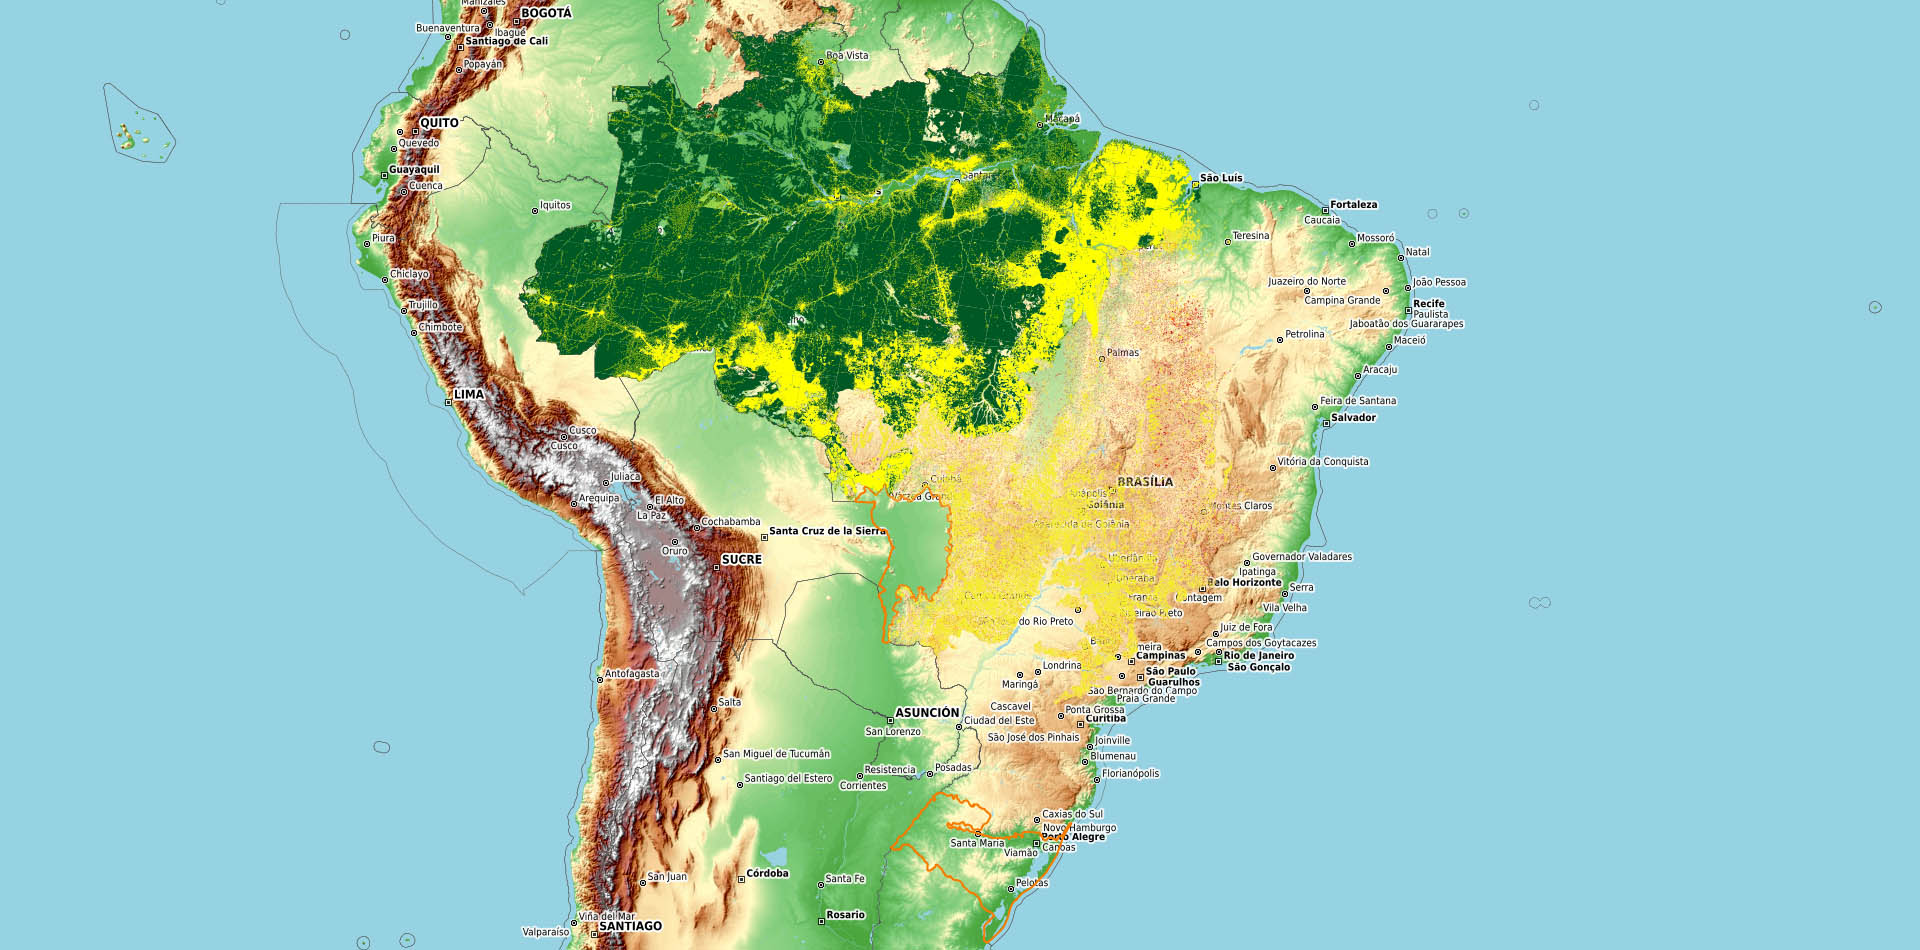 Manizales
BOGOTÁ
Buenaventura
Ibagué
Santiago de Cali
Popayán
Boa Vista
QUITO
Macapá
Quevedo
Guayaquil
São Luís
Cuenca
Iquitos
Fortaleza
Caucaia
Piura
Teresina
Mossoró
Natal
Chiclayo
Juazeiro do Norte
João Pessoa
Campina Grande
Trujillo
Recife
Paulista
Chimbote
Jaboatão dos Guararapes
Petrolina
Maceió
Palmas
Aracaju
LIMA
Feira de Santana
Salvador
Cusco
Cusco
Vitória da Conquista
Juliaca
Cuiabá
BRASÍLIA
Arequipa
El Alto
Várzea Grande
Anápolis
La Paz
Goiânia
Montes Claros
Cochabamba
Aparecida de Goiânia
Santa Cruz de la Sierra
Oruro
SUCRE
Uberlândia
Governador Valadares
Uberaba
Ipatinga
Belo Horizonte
Campo Grande
Franca
Contagem
Serra
Ribeirão Preto
Vila Velha
São José do Rio Preto
Juiz de Fora
Campos dos Goytacazes
Campinas
Rio de Janeiro
Londrina
São Gonçalo
Antofagasta
São Paulo
Maringá
Guarulhos
São Bernardo do Campo
Praia Grande
Salta
Cascavel
ASUNCIÓN
Ponta Grossa
Ciudad del Este
Curitiba
San Lorenzo
São José dos Pinhais
Joinville
San Miguel de Tucumán
Blumenau
Resistencia
Posadas
Florianópolis
Santiago del Estero
Corrientes
Caxias do Sul
Novo Hamburgo
Porto Alegre
Santa Maria
Canoas
Viamão
Córdoba
San Juan
Santa Fe
Pelotas
Rosario
Viña del Mar
SANTIAGO
Valparaíso